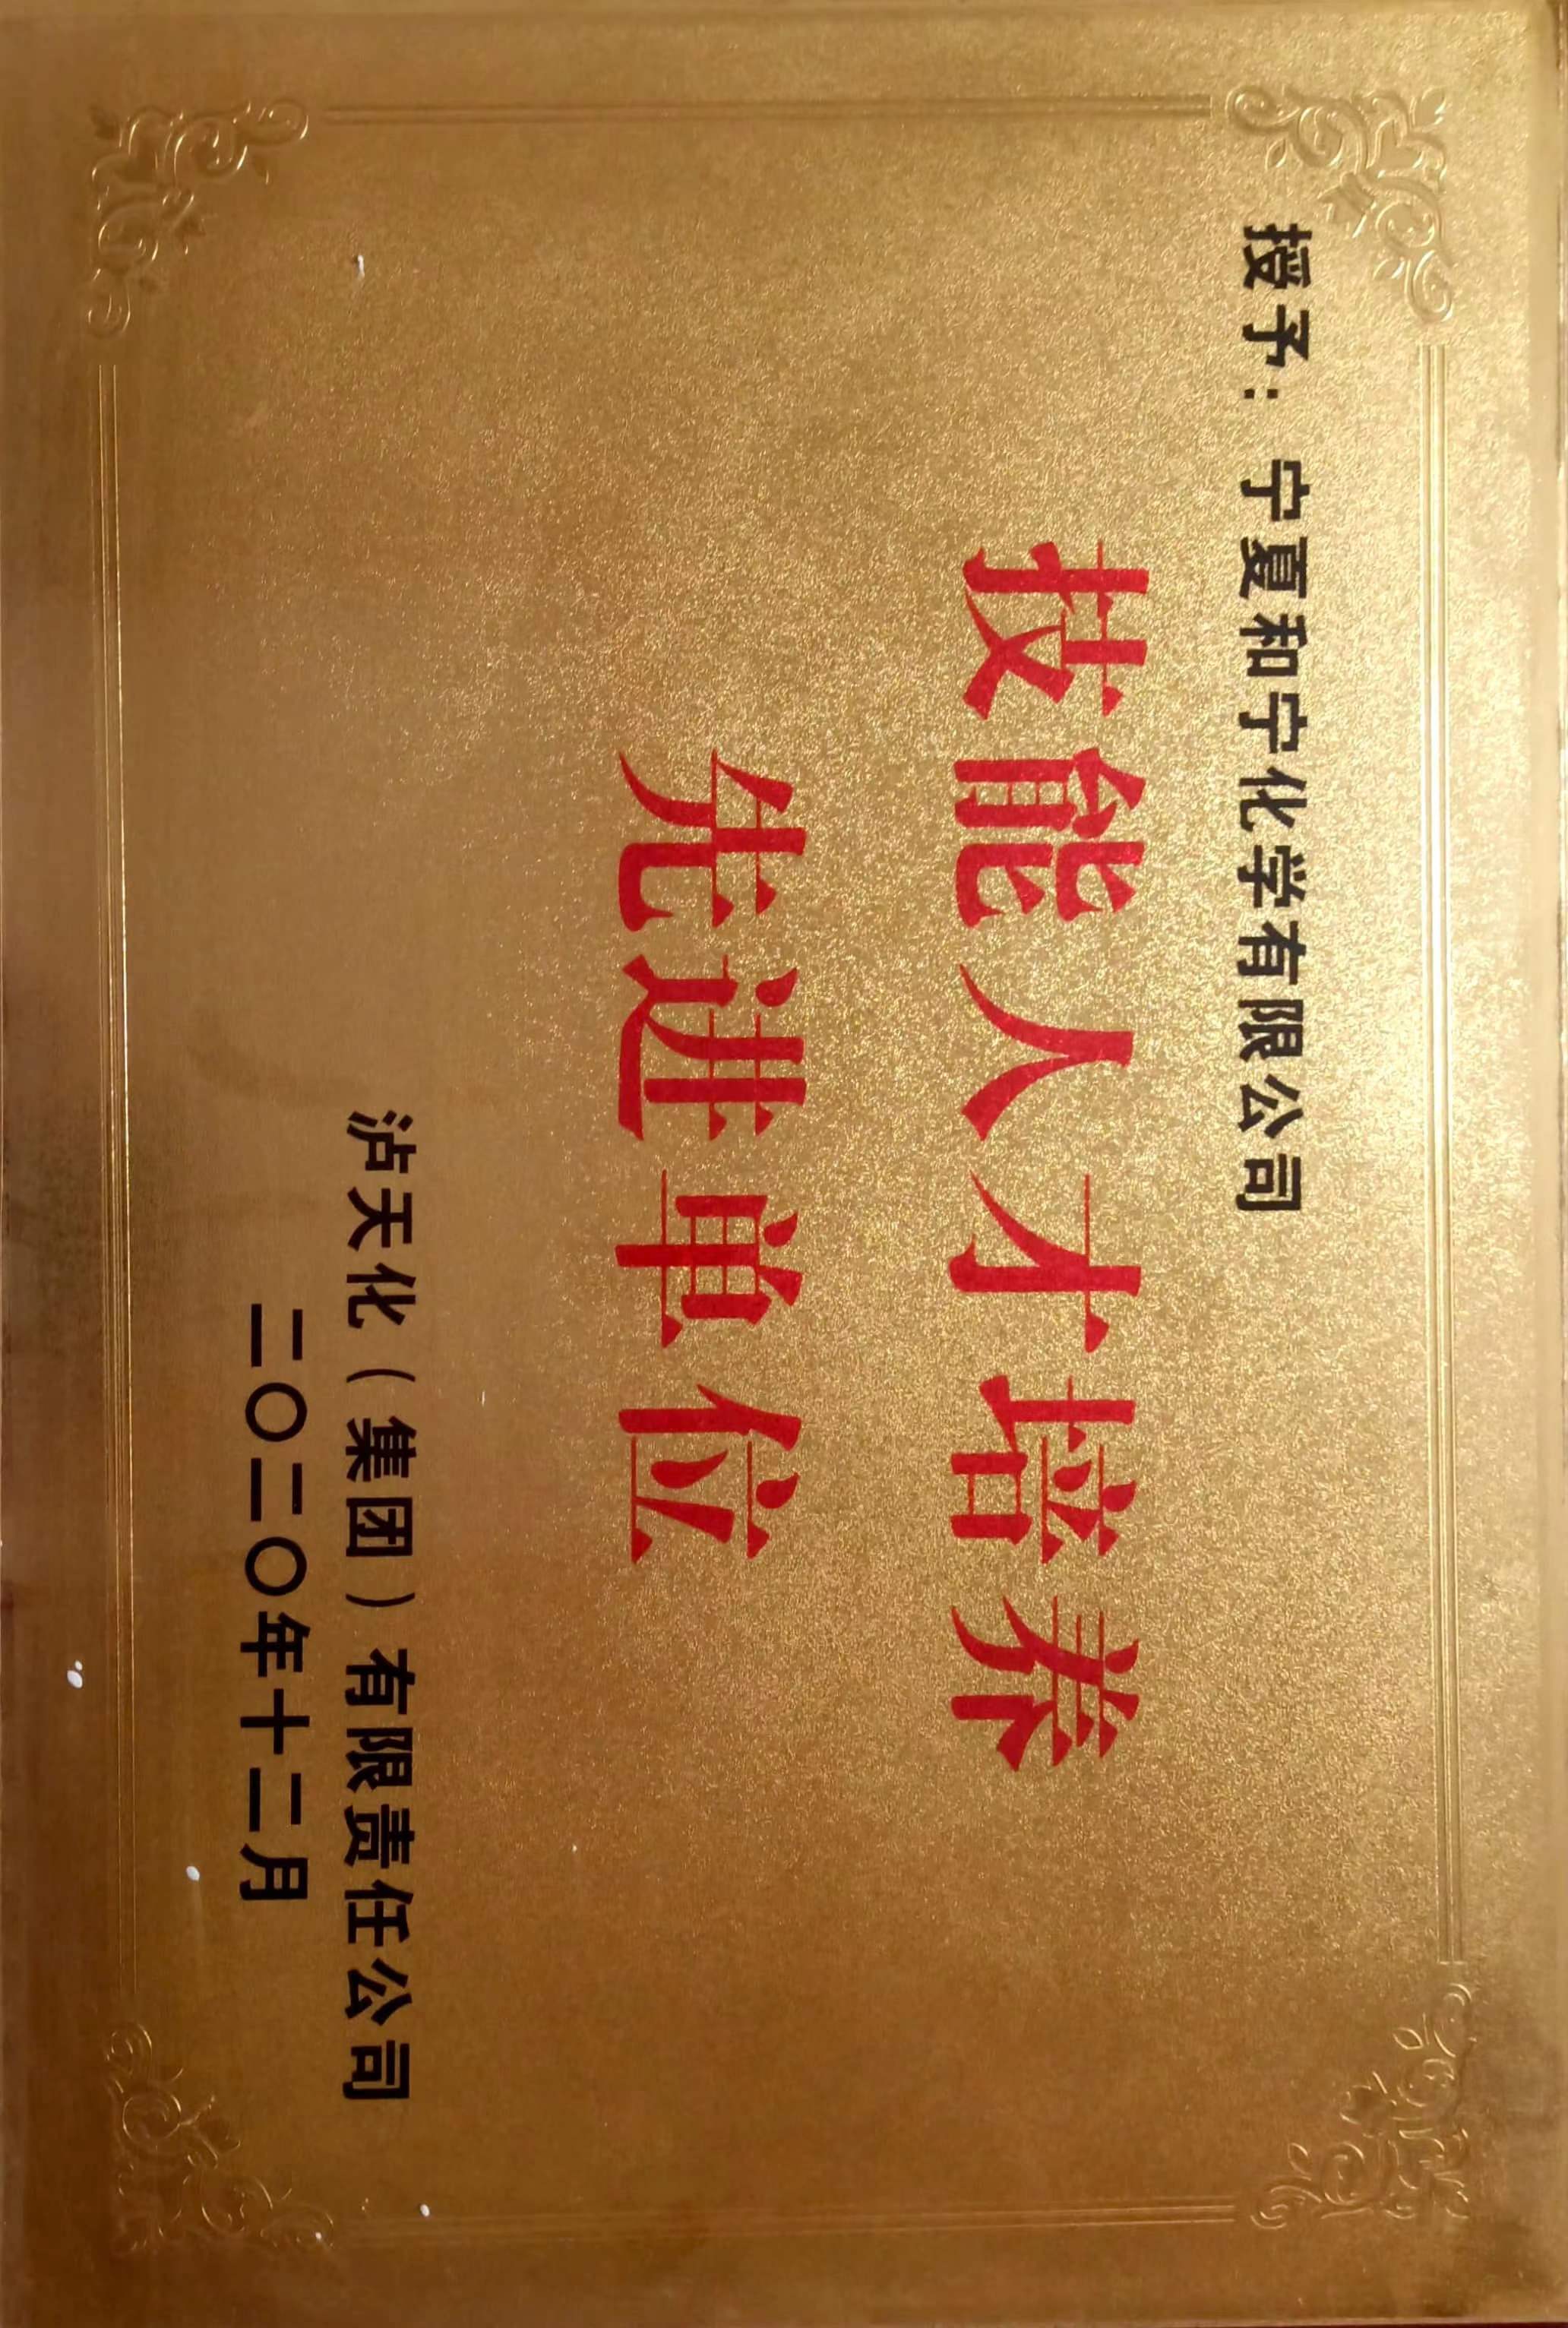 授予：宁夏和宁化学有限公司
技能人才培养
先进单位
泸天化（集团）有限责任公司
二〇二〇年十二月